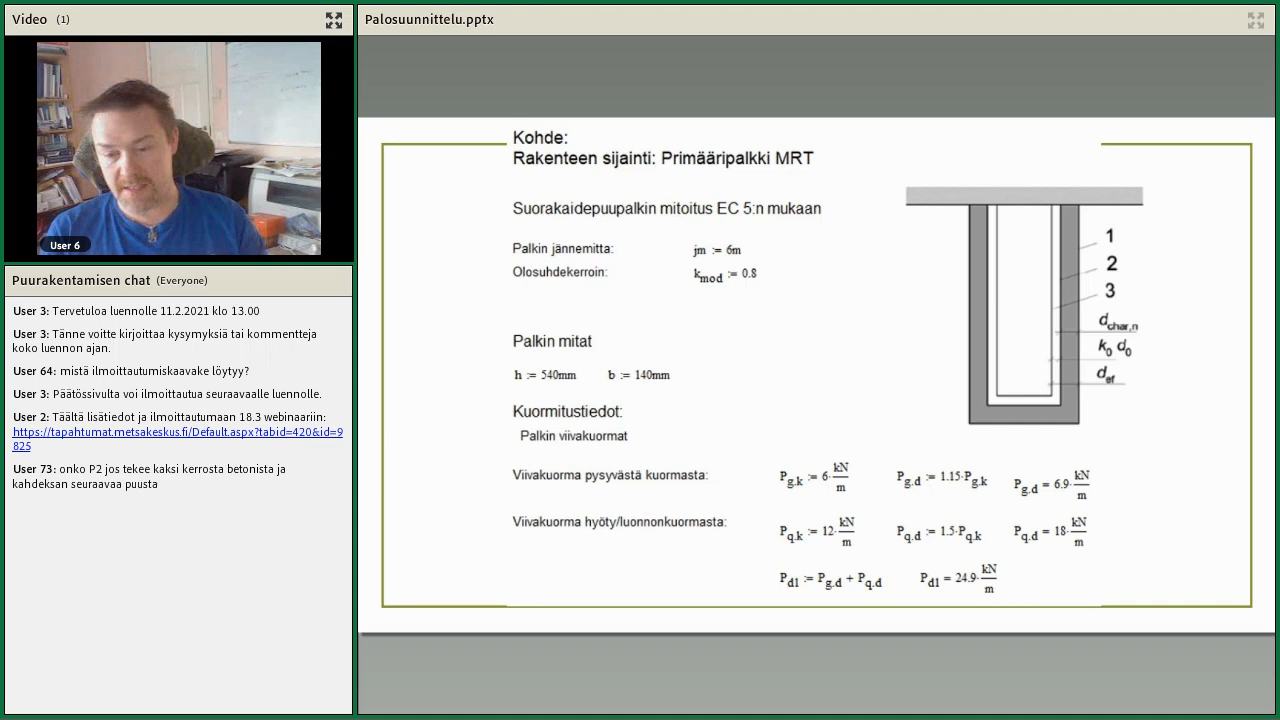 Video (1)
User 6
Puurakentamisen chat (Everyone)
User 3: Tervetuloa luennolle 11.2.2021 klo 13.00
User 3: Tänne voitte kirjoittaa kysymyksiä tai kommentteja
koko luennon ajan.
User 64: mistä ilmoittautumiskaavake löytyy?
User 3: Päätössivulta voi ilmoittautua seuraavaalle luennolle.
User 2: Täältä lisätiedot ja ilmoittautumaan 18.3 webinaariin:
https://tapahtumat.metsakeskus.fi/Default.aspx?tabid=420&id=9
825
User 73: onko P2 jos tekee kaksi kerrosta betonista ja
kahdeksan seuraavaa puusta
Palosuunnittelu.pptx
Kohde:
Rakenteen sijainti: Primääripalkki MRT
Suorakaidepuupalkin mitoitus EC 5:n mukaan
Palkin jännemitta: jm := 6m
Olosuhdekerroin: kmod := 0.8
Palkin mitat
h := 540mm b := 140mm
Kuormitustiedot:
Palkin viivakuormat
Viivakuorma pysyvästä kuormasta: Pg.k := 6·kN/m Pg.d := 1.15·Pg.k Pg.d = 6.9·kN/m
Viivakuorma hyöty/luonnonkuormasta: Pq.k := 12·kN/m Pq.d := 1.5·Pq.k Pq.d = 18·kN/m
Pd1 := Pg.d + Pq.d Pd1 = 24.9·kN/m
1
2
3
dchar,n
k0 d0
def